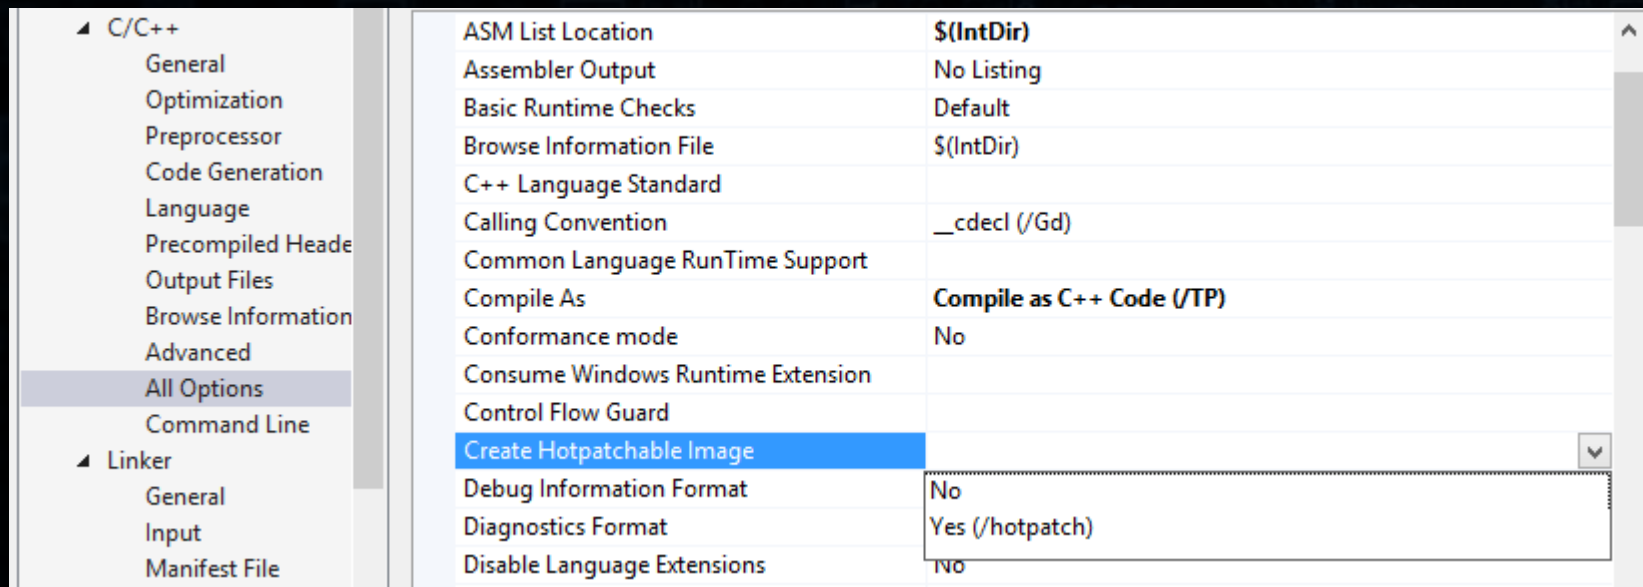 C/C++
General
Optimization
Preprocessor
Code Generation
Language
Precompiled Heade
Output Files
Browse Information
Advanced
All Options
Command Line
Linker
General
Input
Manifest File
ASM List Location $(IntDir)
Assembler Output No Listing
Basic Runtime Checks Default
Browse Information File $(IntDir)
C++ Language Standard
Calling Convention __cdecl (/Gd)
Common Language RunTime Support
Compile As Compile as C++ Code (/TP)
Conformance mode No
Consume Windows Runtime Extension
Control Flow Guard
Create Hotpatchable Image
Debug Information Format No
Diagnostics Format Yes (/hotpatch)
Disable Language Extensions No